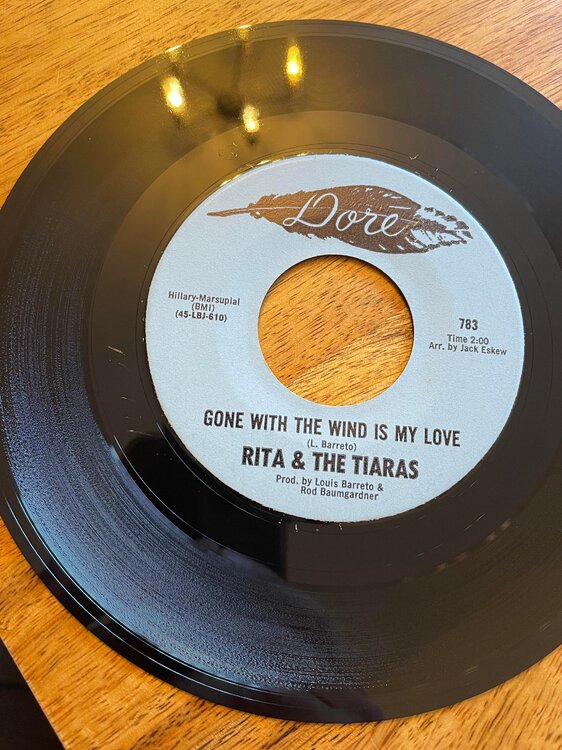 Doré
Hillary-Marsupial
(BMI)
(45-LBJ-610)
783
Time 2:00
Arr. by Jack Eskew
GONE WITH THE WIND IS MY LOVE
(L. Barreto)
RITA & THE TIARAS
Prod. by Louis Barreto &
Rod Baumgardner